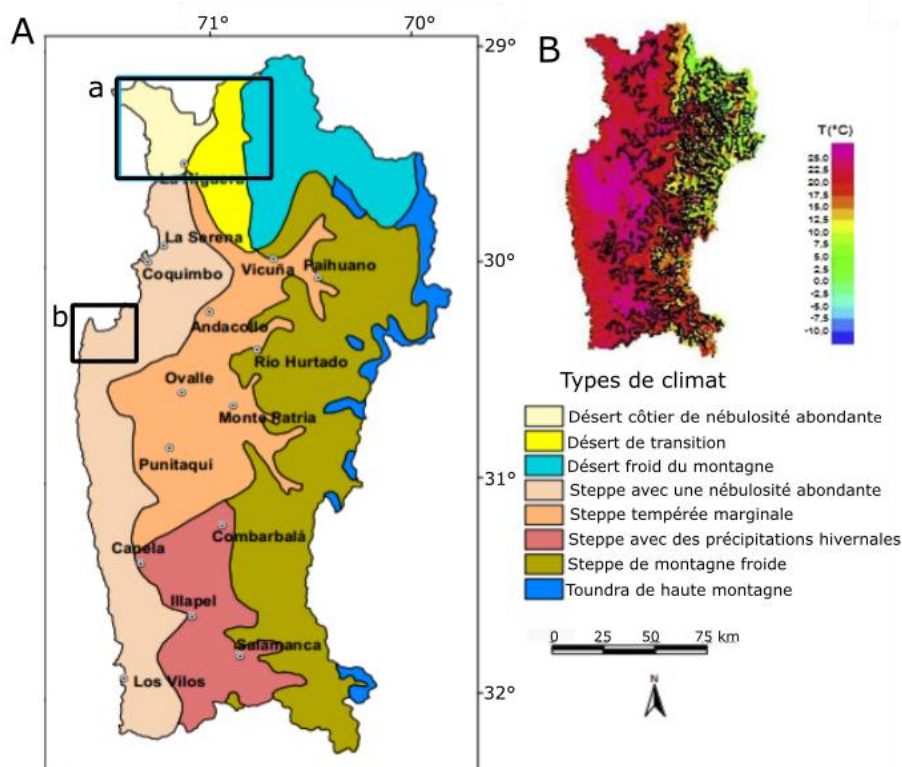 A
71°
70°
29°
B
a
T(°C)
25,0
22,5
20,0
17,5
15,0
12,5
10,0
7,5
5,0
2,5
0,0
-2,5
-5,0
-7,5
-10,0
La Higuera
La Serena
Coquimbo
Vicuña
Paihuano
30°
b
Andacollo
Río Hurtado
Ovalle
Monte Patria
Punitaqui
31°
Combarbalá
Canela
Illapel
Salamanca
Los Vilos
32°
Types de climat
Désert côtier de nébulosité abondante
Désert de transition
Désert froid du montagne
Steppe avec une nébulosité abondante
Steppe tempérée marginale
Steppe avec des précipitations hivernales
Steppe de montagne froide
Toundra de haute montagne
0 25 50 75 km
N